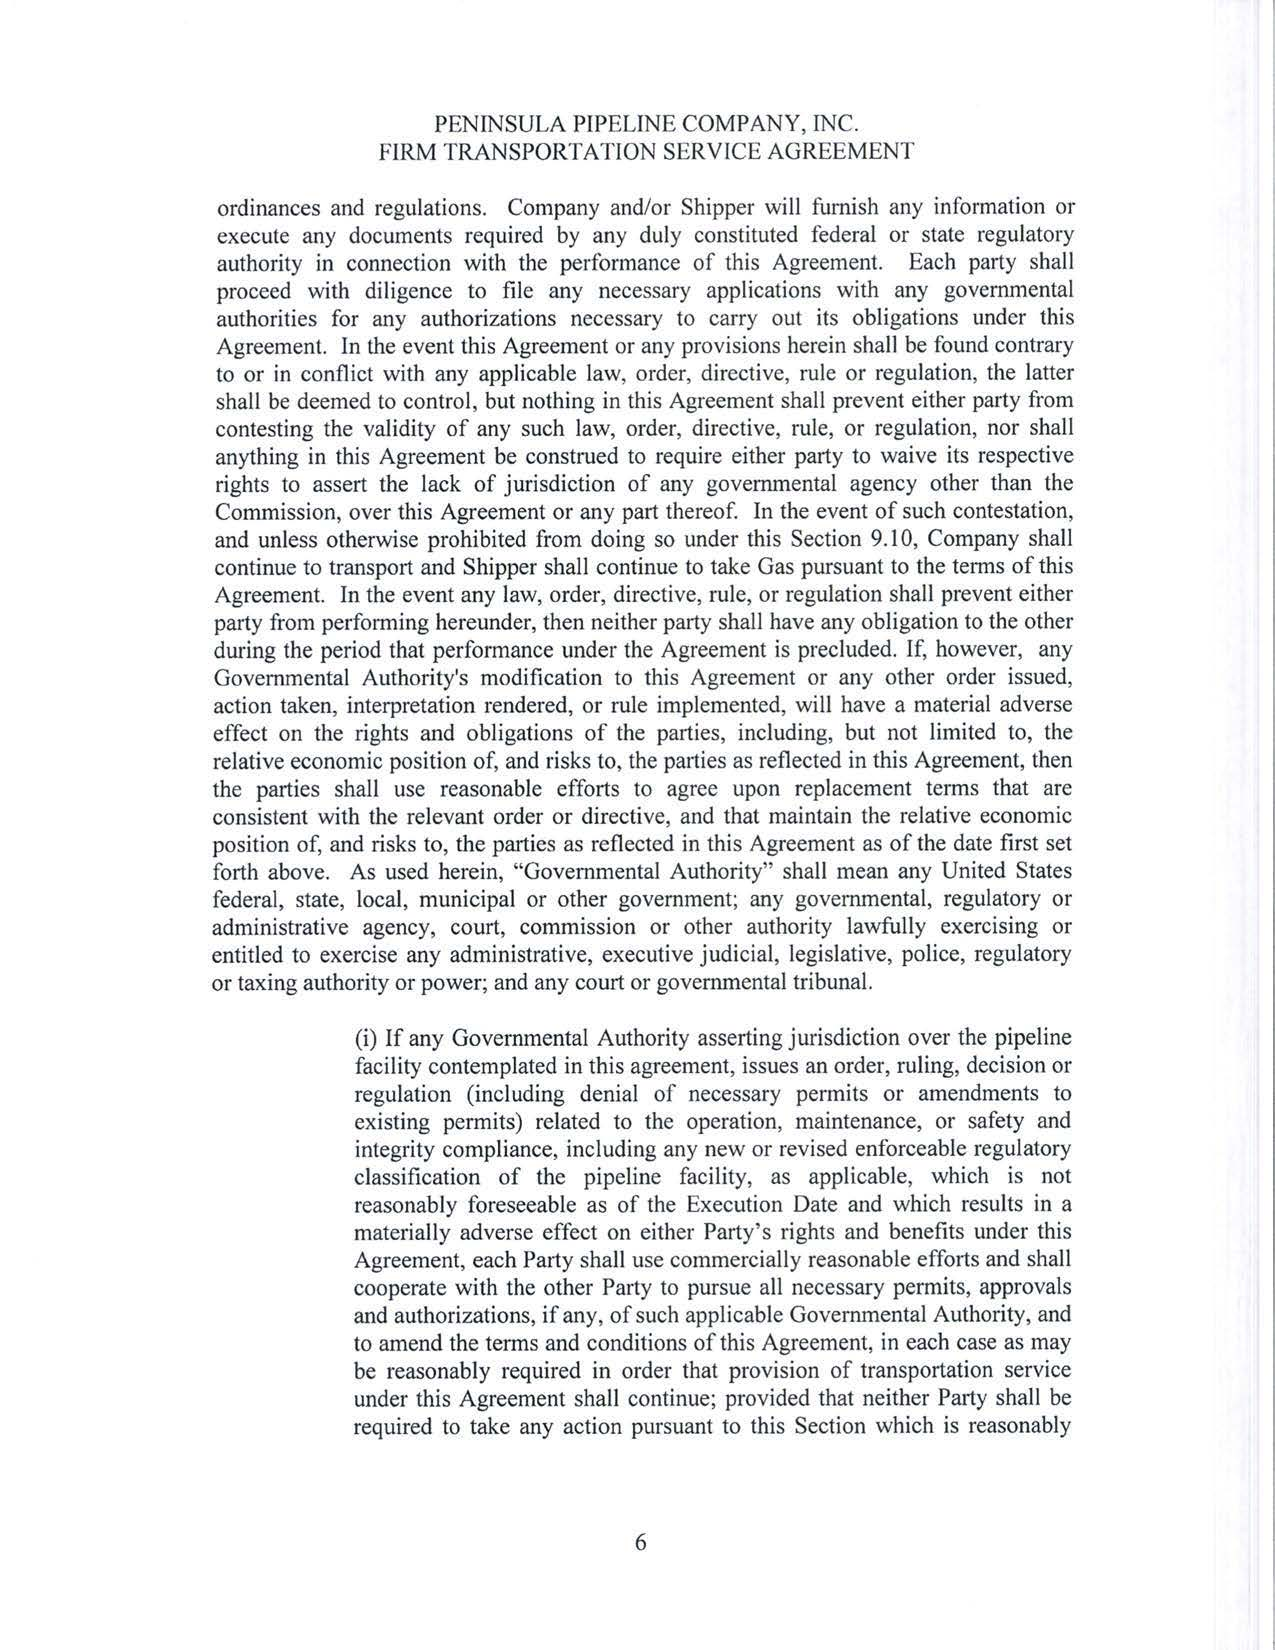 PENINSULA PIPELINE COMPANY, INC.
FIRM TRANSPORTATION SERVICE AGREEMENT
ordinances and regulations. Company and/or Shipper will furnish any information or
execute any documents required by any duly constituted federal or state regulatory
authority in connection with the performance of this Agreement. Each party shall
proceed with diligence to file any necessary applications with any governmental
authorities for any authorizations necessary to carry out its obligations under this
Agreement. In the event this Agreement or any provisions herein shall be found contrary
to or in conflict with any applicable law, order, directive, rule or regulation, the latter
shall be deemed to control, but nothing in this Agreement shall prevent either party from
contesting the validity of any such law, order, directive, rule, or regulation, nor shall
anything in this Agreement be construed to require either party to waive its respective
rights to assert the lack of jurisdiction of any governmental agency other than the
Commission, over this Agreement or any part thereof. In the event of such contestation,
and unless otherwise prohibited from doing so under this Section 9.10, Company shall
continue to transport and Shipper shall continue to take Gas pursuant to the terms of this
Agreement. In the event any law, order, directive, rule, or regulation shall prevent either
party from performing hereunder, then neither party shall have any obligation to the other
during the period that performance under the Agreement is precluded. If, however, any
Governmental Authority's modification to this Agreement or any other order issued,
action taken, interpretation rendered, or rule implemented, will have a material adverse
effect on the rights and obligations of the parties, including, but not limited to, the
relative economic position of, and risks to, the parties as reflected in this Agreement, then
the parties shall use reasonable efforts to agree upon replacement terms that are
consistent with the relevant order or directive, and that maintain the relative economic
position of, and risks to, the parties as reflected in this Agreement as of the date first set
forth above. As used herein, “Governmental Authority” shall mean any United States
federal, state, local, municipal or other government; any governmental, regulatory or
administrative agency, court, commission or other authority lawfully exercising or
entitled to exercise any administrative, executive judicial, legislative, police, regulatory
or taxing authority or power; and any court or governmental tribunal.
(i) If any Governmental Authority asserting jurisdiction over the pipeline
facility contemplated in this agreement, issues an order, ruling, decision or
regulation (including denial of necessary permits or amendments to
existing permits) related to the operation, maintenance, or safety and
integrity compliance, including any new or revised enforceable regulatory
classification of the pipeline facility, as applicable, which is not
reasonably foreseeable as of the Execution Date and which results in a
materially adverse effect on either Party’s rights and benefits under this
Agreement, each Party shall use commercially reasonable efforts and shall
cooperate with the other Party to pursue all necessary permits, approvals
and authorizations, if any, of such applicable Governmental Authority, and
to amend the terms and conditions of this Agreement, in each case as may
be reasonably required in order that provision of transportation service
under this Agreement shall continue; provided that neither Party shall be
required to take any action pursuant to this Section which is reasonably
6